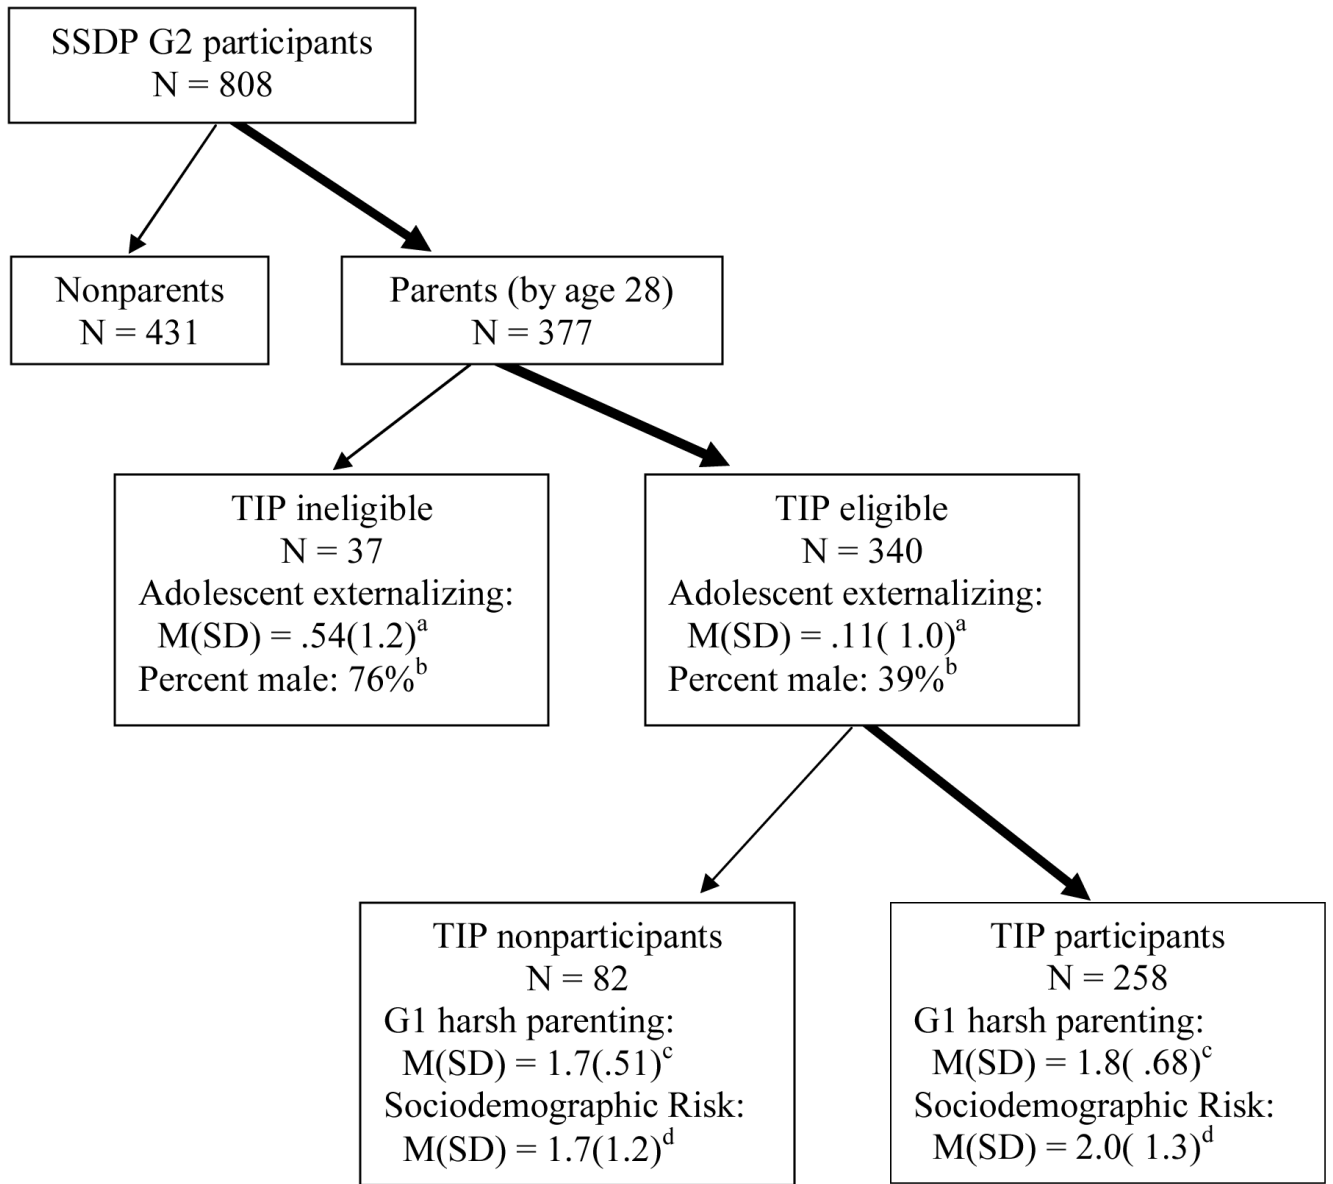 SSDP G2 participants
N = 808
Nonparents
N = 431
Parents (by age 28)
N = 377
TIP ineligible
N = 37
Adolescent externalizing:
M(SD) = .54(1.2)a
Percent male: 76%b
TIP eligible
N = 340
Adolescent externalizing:
M(SD) = .11( 1.0)a
Percent male: 39%b
TIP nonparticipants
N = 82
G1 harsh parenting:
M(SD) = 1.7(.51)c
Sociodemographic Risk:
M(SD) = 1.7(1.2)d
TIP participants
N = 258
G1 harsh parenting:
M(SD) = 1.8( .68)c
Sociodemographic Risk:
M(SD) = 2.0( 1.3)d